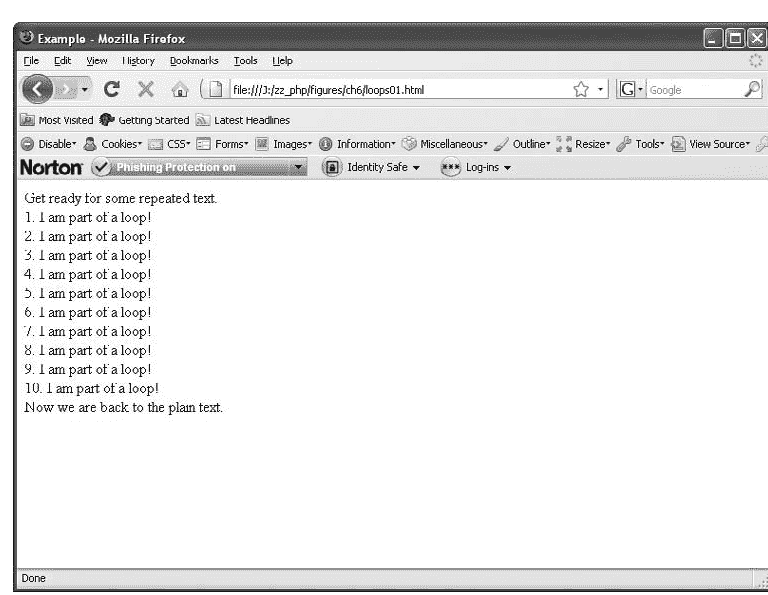 Example - Mozilla Firefox
File Edit View History Bookmarks Tools Help
file:///J:/zz_php/figures/ch6/loops01.html G Google
Most Visited Getting Started Latest Headlines
Disable Cookies CSS Forms Images Information Miscellaneous Outline Resize Tools View Source
Norton Phishing Protection on Identity Safe Log-ins
Get ready for some repeated text.
1. I am part of a loop!
2. I am part of a loop!
3. I am part of a loop!
4. I am part of a loop!
5. I am part of a loop!
6. I am part of a loop!
7. I am part of a loop!
8. I am part of a loop!
9. I am part of a loop!
10. I am part of a loop!
Now we are back to the plain text.
Done